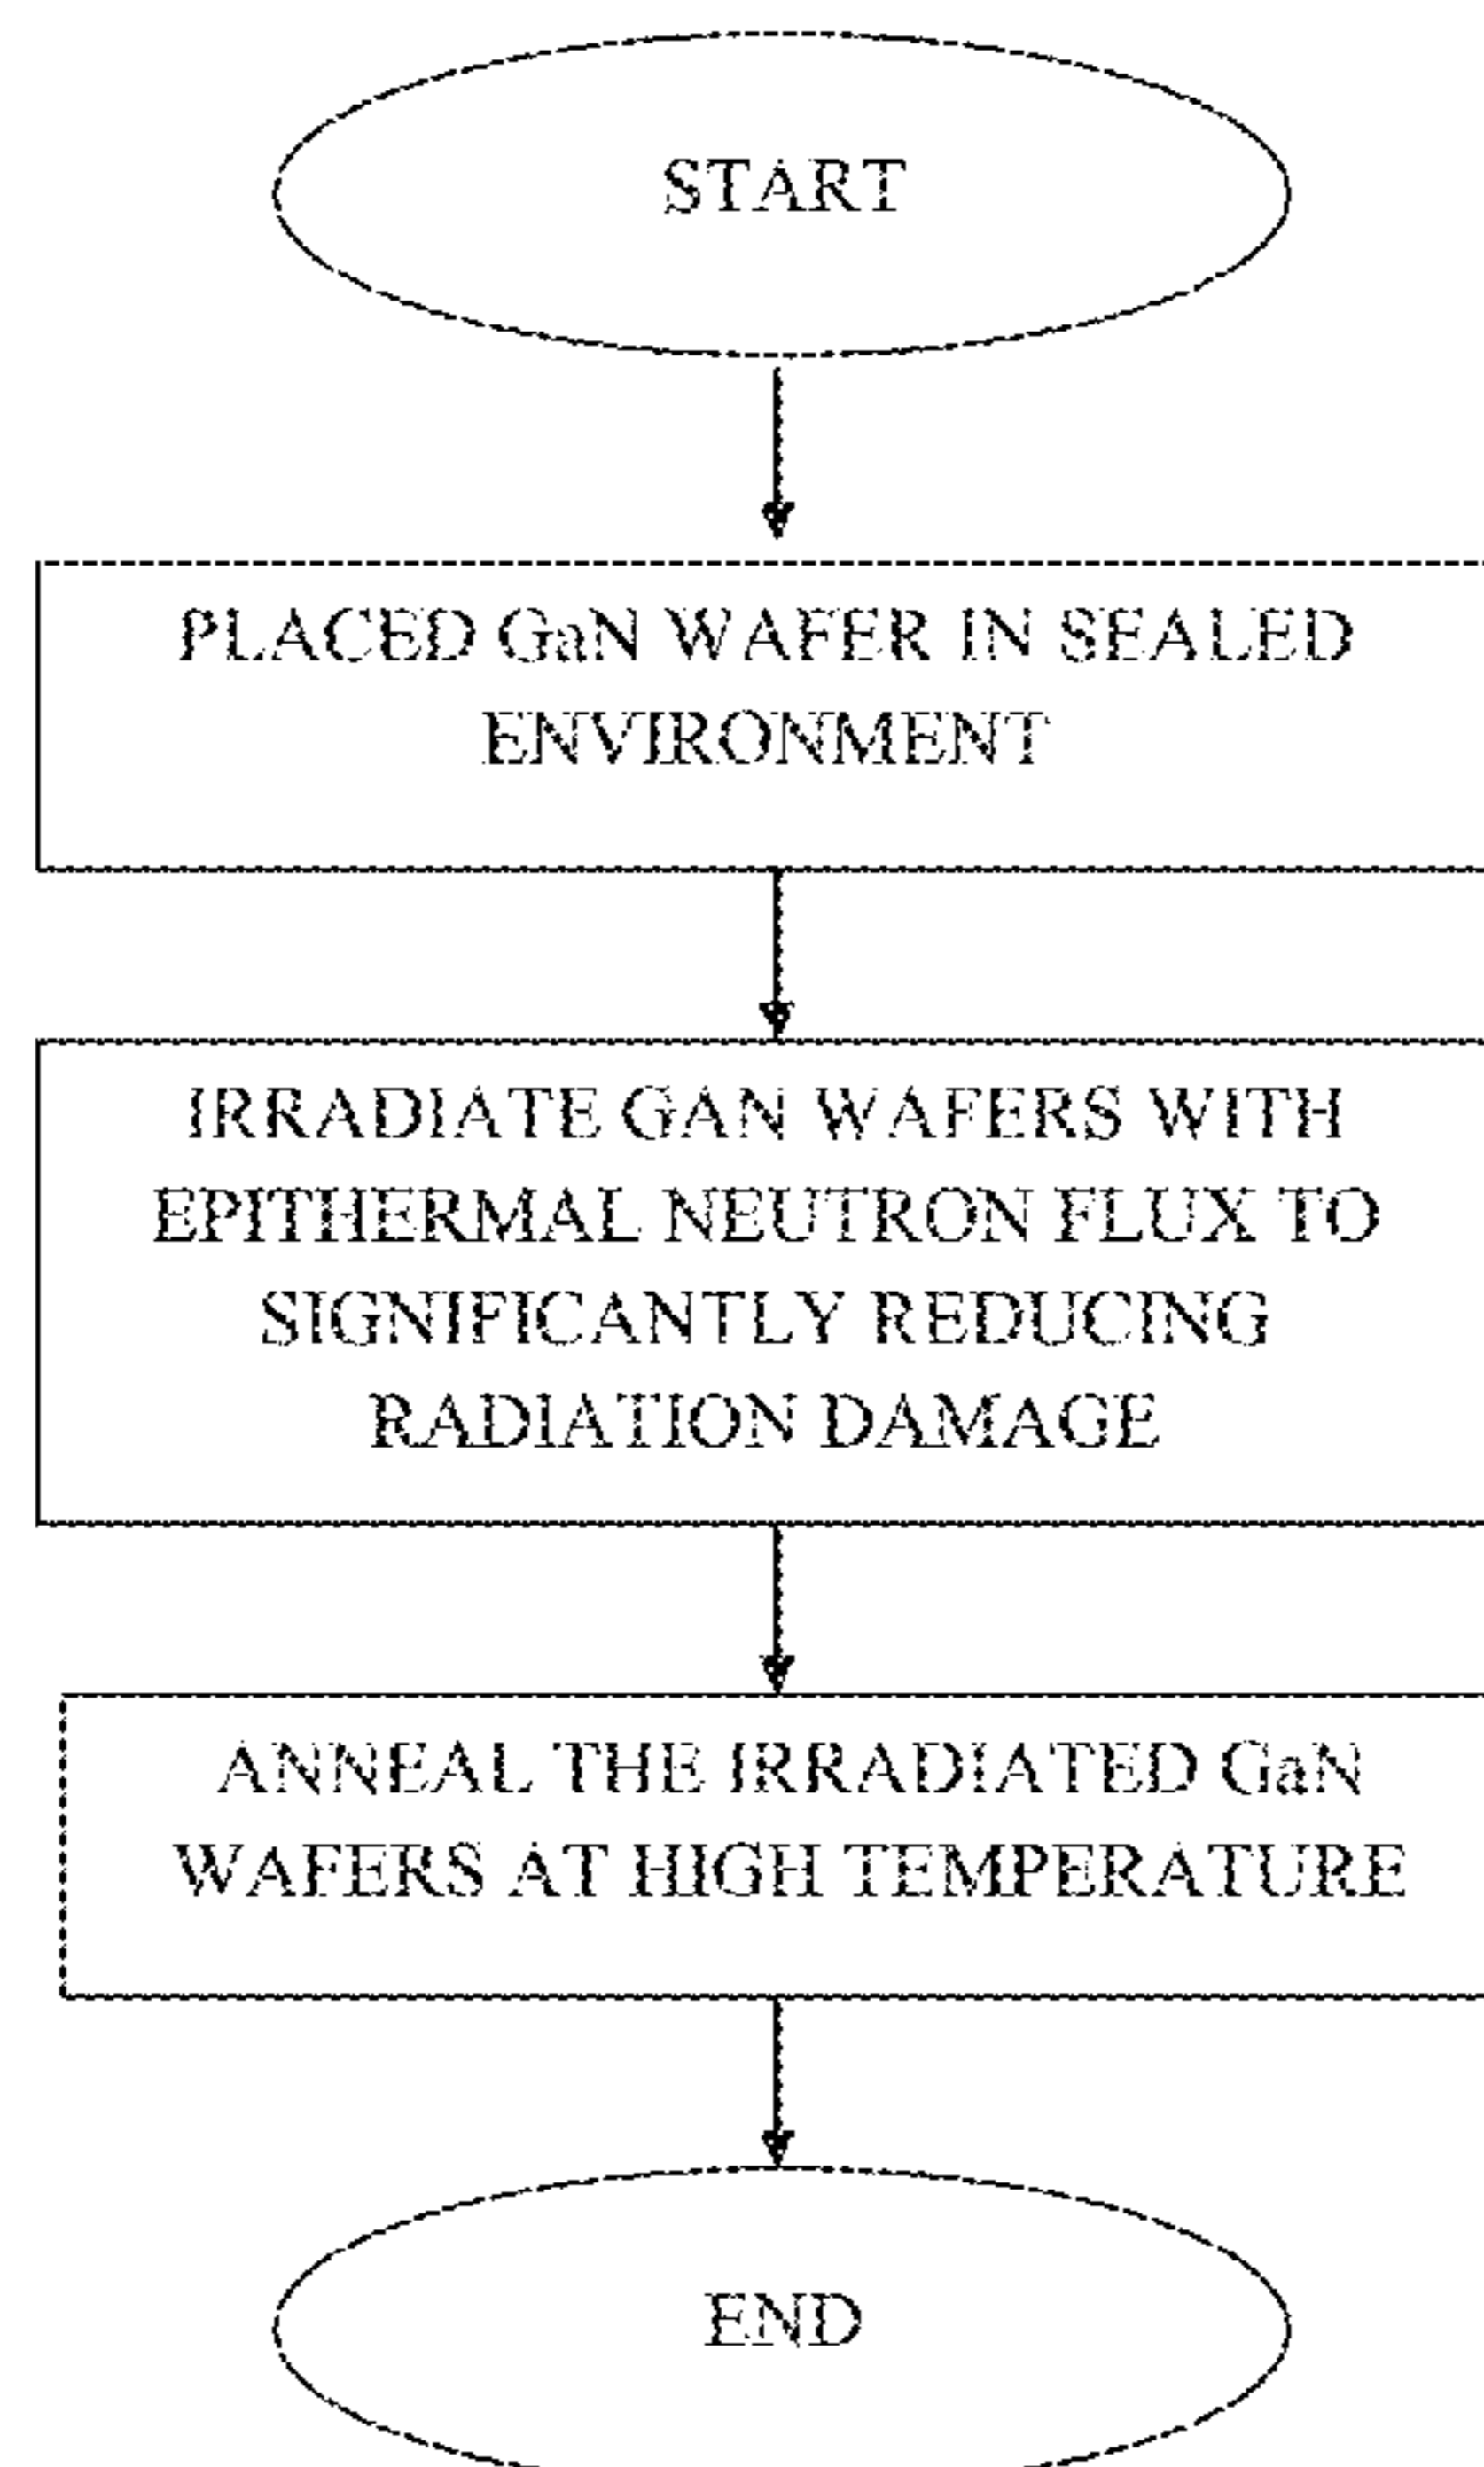 START
PLACED GaN WAFER IN SEALED
ENVIRONMENT
IRRADIATE GAN WAFERS WITH
EPITHERMAL NEUTRON FLUX TO
SIGNIFICANTLY REDUCING
RADIATION DAMAGE
ANNEAL THE IRRADIATED GaN
WAFERS AT HIGH TEMPERATURE
END